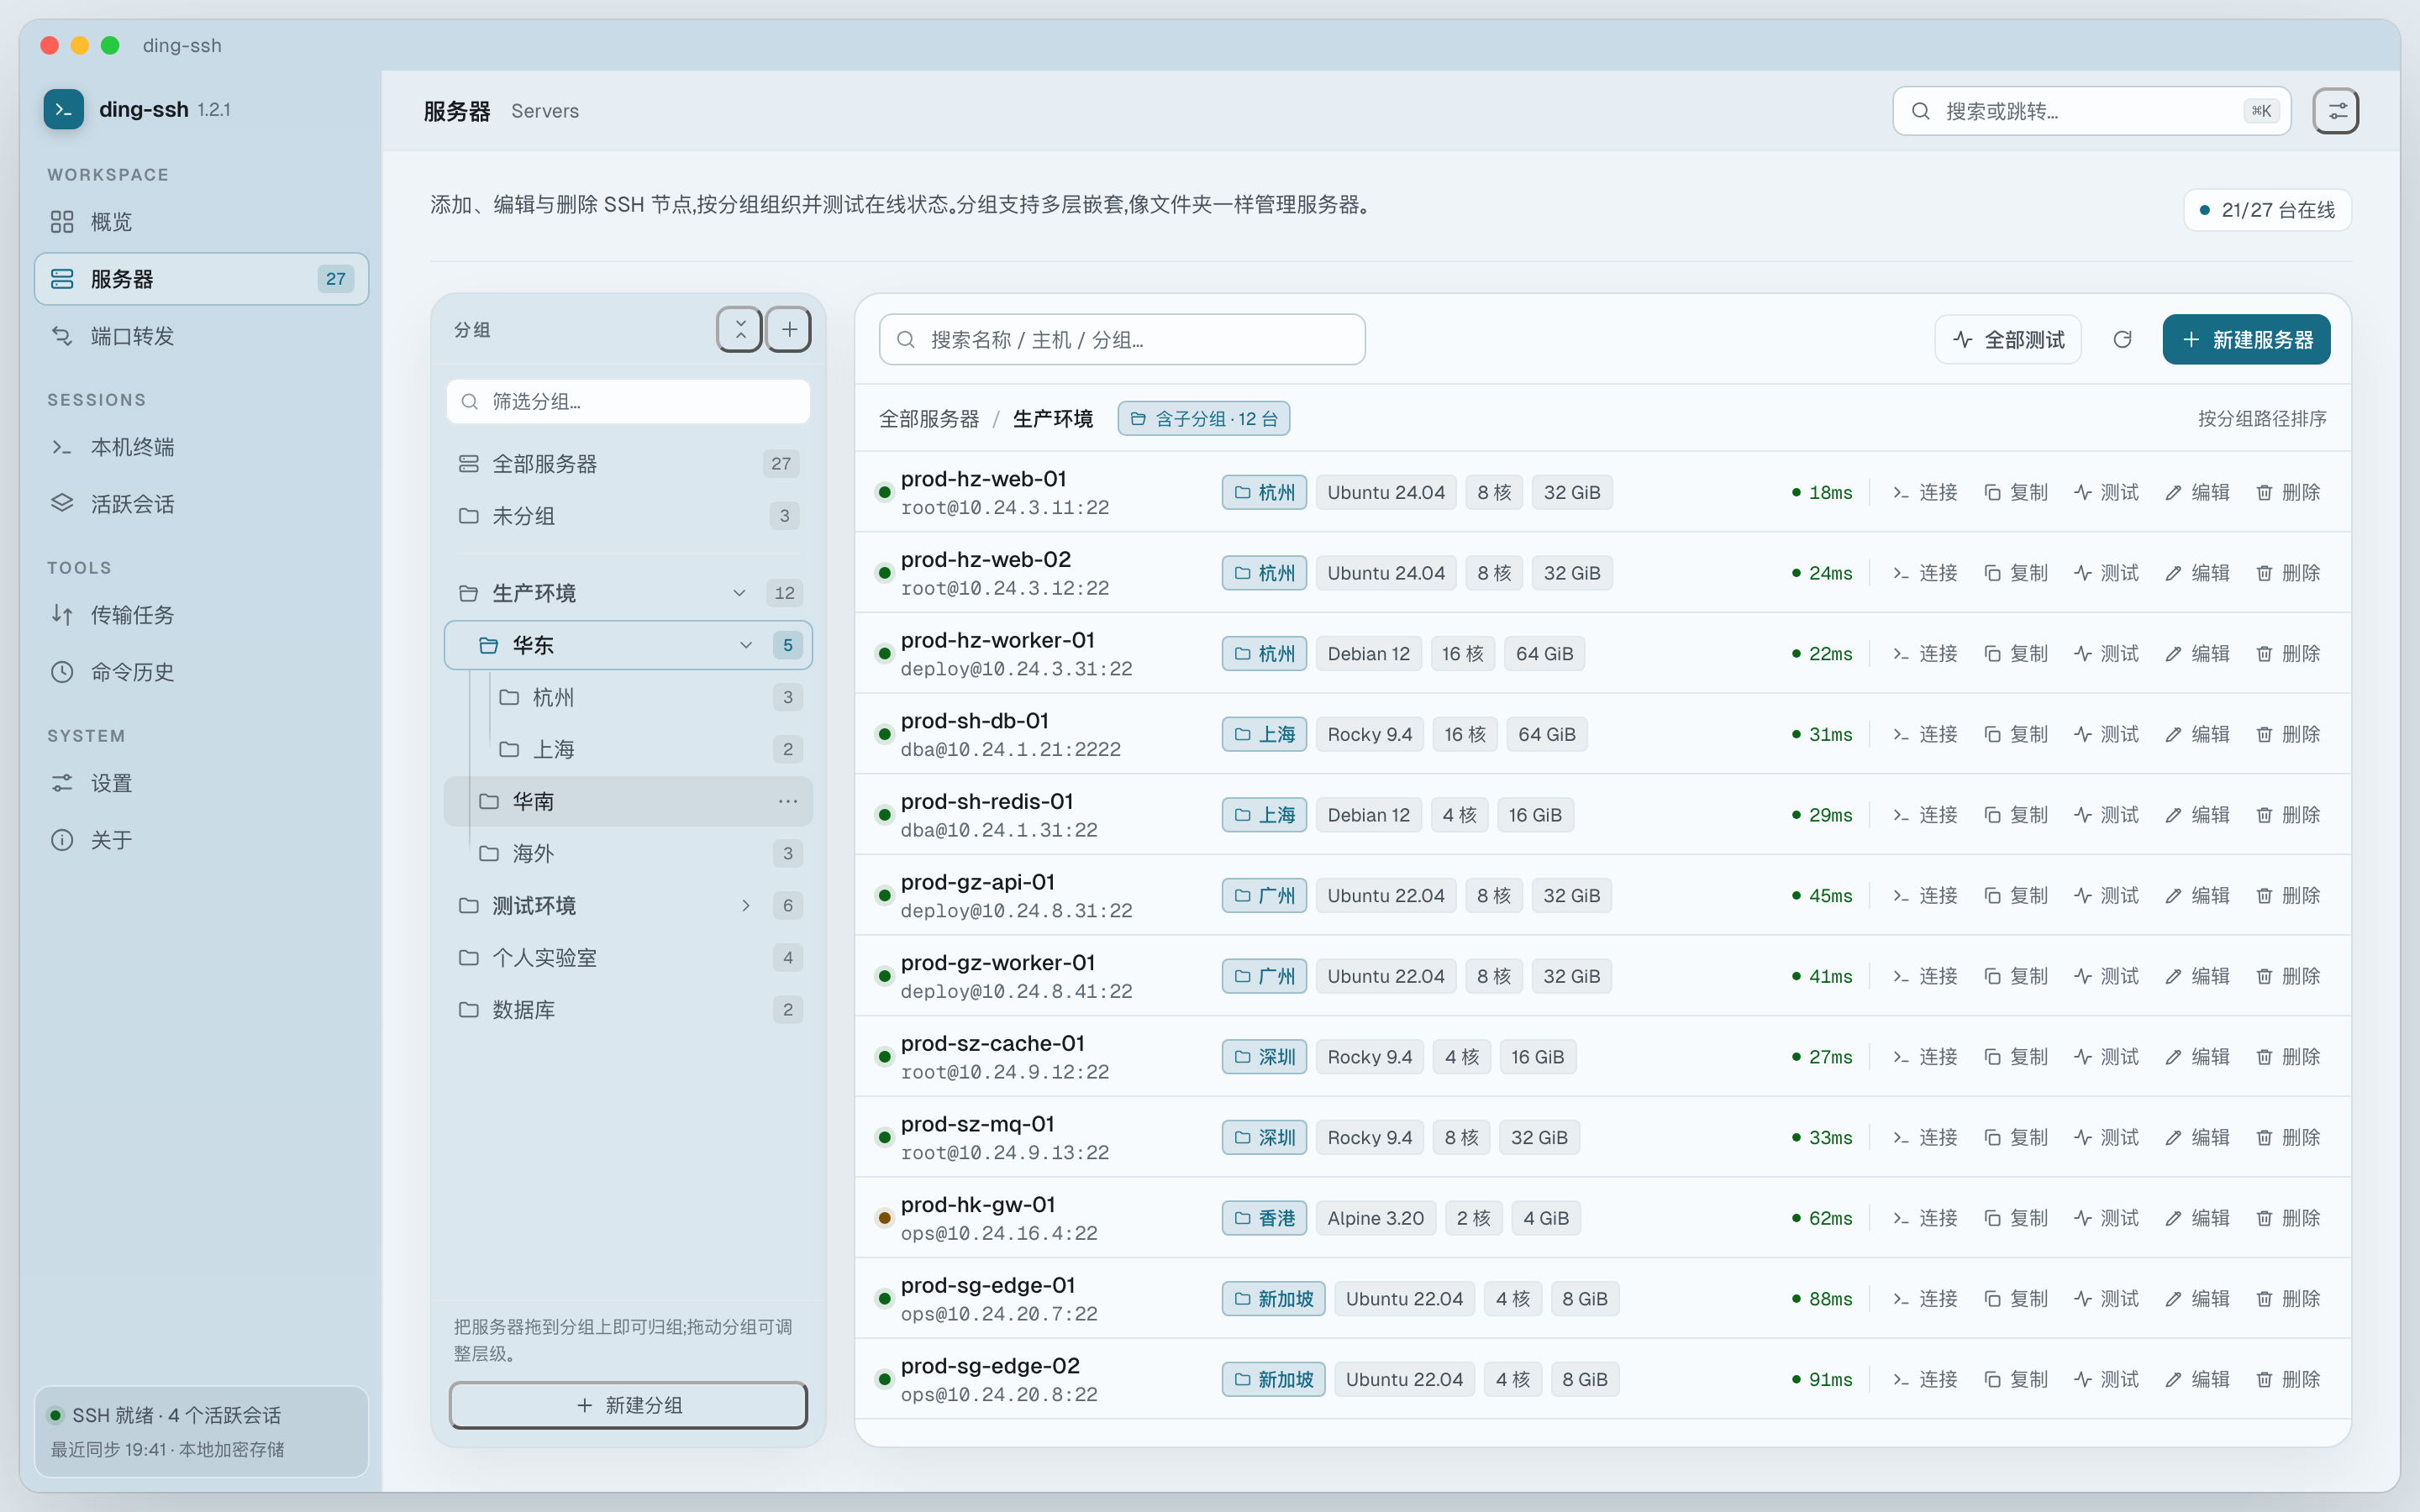 ding-ssh
ding-ssh 1.2.1
WORKSPACE
概览
服务器 27
端口转发
SESSIONS
本机终端
活跃会话
TOOLS
传输任务
命令历史
SYSTEM
设置
关于
SSH 就绪 · 4 个活跃会话
最近同步 19:41 · 本地加密存储
服务器 Servers
搜索或跳转... ⌘K
添加、编辑与删除 SSH 节点,按分组组织并测试在线状态。分组支持多层嵌套,像文件夹一样管理服务器。
21/27 台在线
分组
筛选分组...
全部服务器 27
未分组 3
生产环境 12
华东 5
杭州 3
上海 2
华南 ···
海外 3
测试环境 6
个人实验室 4
数据库 2
把服务器拖到分组上即可归组;拖动分组可调
整层级。
+ 新建分组
搜索名称 / 主机 / 分组...
全部测试
+ 新建服务器
全部服务器 / 生产环境 含子分组 · 12 台
按分组路径排序
prod-hz-web-01
root@10.24.3.11:22
杭州 Ubuntu 24.04 8 核 32 GiB 18ms 连接 复制 测试 编辑 删除
prod-hz-web-02
root@10.24.3.12:22
杭州 Ubuntu 24.04 8 核 32 GiB 24ms 连接 复制 测试 编辑 删除
prod-hz-worker-01
deploy@10.24.3.31:22
杭州 Debian 12 16 核 64 GiB 22ms 连接 复制 测试 编辑 删除
prod-sh-db-01
dba@10.24.1.21:2222
上海 Rocky 9.4 16 核 64 GiB 31ms 连接 复制 测试 编辑 删除
prod-sh-redis-01
dba@10.24.1.31:22
上海 Debian 12 4 核 16 GiB 29ms 连接 复制 测试 编辑 删除
prod-gz-api-01
deploy@10.24.8.31:22
广州 Ubuntu 22.04 8 核 32 GiB 45ms 连接 复制 测试 编辑 删除
prod-gz-worker-01
deploy@10.24.8.41:22
广州 Ubuntu 22.04 8 核 32 GiB 41ms 连接 复制 测试 编辑 删除
prod-sz-cache-01
root@10.24.9.12:22
深圳 Rocky 9.4 4 核 16 GiB 27ms 连接 复制 测试 编辑 删除
prod-sz-mq-01
root@10.24.9.13:22
深圳 Rocky 9.4 8 核 32 GiB 33ms 连接 复制 测试 编辑 删除
prod-hk-gw-01
ops@10.24.16.4:22
香港 Alpine 3.20 2 核 4 GiB 62ms 连接 复制 测试 编辑 删除
prod-sg-edge-01
ops@10.24.20.7:22
新加坡 Ubuntu 22.04 4 核 8 GiB 88ms 连接 复制 测试 编辑 删除
prod-sg-edge-02
ops@10.24.20.8:22
新加坡 Ubuntu 22.04 4 核 8 GiB 91ms 连接 复制 测试 编辑 删除